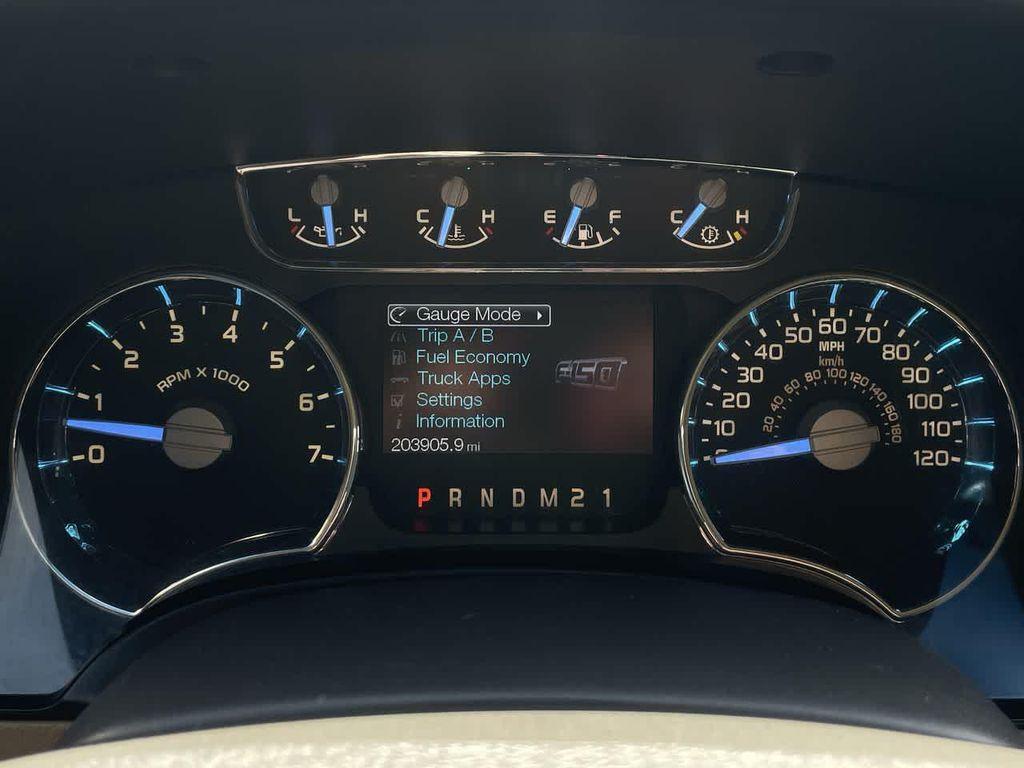 L H
C H
E F
C H
Gauge Mode
Trip A / B
Fuel Economy
Truck Apps
Settings
Information
203905.9 mi
F150
P R N D M 2 1
0 1 2 3 4 5 6 7
RPM X 1000
10 20 30 40 50 60 70 80 90 100 110 120
MPH
km/h
20 40 60 80 100 120 140 160 180